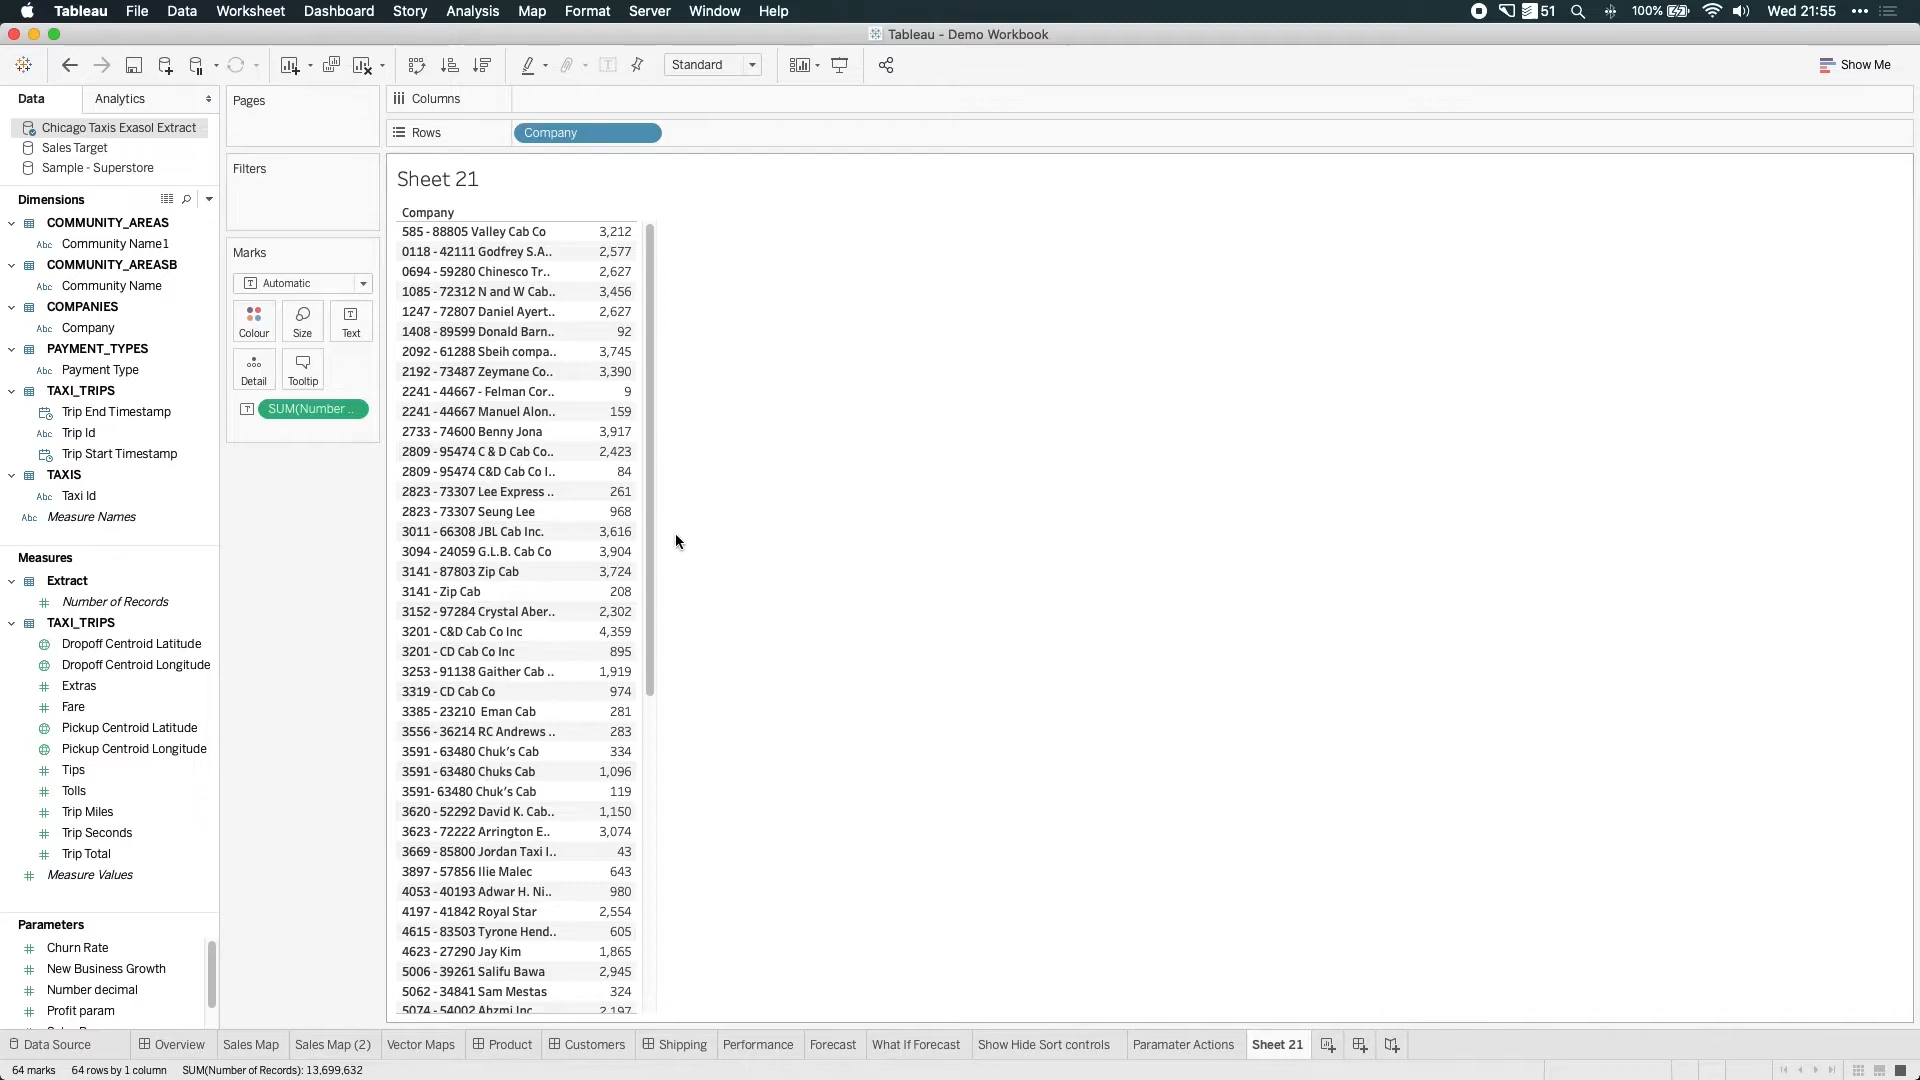 Tableau File Data Worksheet Dashboard Story Analysis Map Format Server Window Help 51 100% Wed 21:55
Tableau - Demo Workbook
Standard Show Me
Data Analytics
Chicago Taxis Exasol Extract
Sales Target
Sample - Superstore
Dimensions
COMMUNITY_AREAS
Abc Community Name1
COMMUNITY_AREASB
Abc Community Name
COMPANIES
Abc Company
PAYMENT_TYPES
Abc Payment Type
TAXI_TRIPS
Trip End Timestamp
Abc Trip Id
Trip Start Timestamp
TAXIS
Abc Taxi Id
Abc Measure Names
Measures
Extract
# Number of Records
TAXI_TRIPS
Dropoff Centroid Latitude
Dropoff Centroid Longitude
# Extras
# Fare
Pickup Centroid Latitude
Pickup Centroid Longitude
# Tips
# Tolls
# Trip Miles
# Trip Seconds
# Trip Total
# Measure Values
Parameters
# Churn Rate
# New Business Growth
# Number decimal
# Profit param
Pages
Filters
Marks
T Automatic
Colour Size T Text
Detail Tooltip
T SUM(Number ..
Columns
Rows Company
Sheet 21
Company
585 - 88805 Valley Cab Co 3,212
0118 - 42111 Godfrey S.A.. 2,577
0694 - 59280 Chinesco Tr.. 2,627
1085 - 72312 N and W Cab.. 3,456
1247 - 72807 Daniel Ayert.. 2,627
1408 - 89599 Donald Barn.. 92
2092 - 61288 Sbeih compa.. 3,745
2192 - 73487 Zeymane Co.. 3,390
2241 - 44667 - Felman Cor.. 9
2241 - 44667 Manuel Alon.. 159
2733 - 74600 Benny Jona 3,917
2809 - 95474 C & D Cab Co.. 2,423
2809 - 95474 C&D Cab Co I.. 84
2823 - 73307 Lee Express .. 261
2823 - 73307 Seung Lee 968
3011 - 66308 JBL Cab Inc. 3,616
3094 - 24059 G.L.B. Cab Co 3,904
3141 - 87803 Zip Cab 3,724
3141 - Zip Cab 208
3152 - 97284 Crystal Aber.. 2,302
3201 - C&D Cab Co Inc 4,359
3201 - CD Cab Co Inc 895
3253 - 91138 Gaither Cab .. 1,919
3319 - CD Cab Co 974
3385 - 23210  Eman Cab 281
3556 - 36214 RC Andrews .. 283
3591 - 63480 Chuk's Cab 334
3591 - 63480 Chuks Cab 1,096
3591- 63480 Chuk's Cab 119
3620 - 52292 David K. Cab.. 1,150
3623 - 72222 Arrington E.. 3,074
3669 - 85800 Jordan Taxi I.. 43
3897 - 57856 Ilie Malec 643
4053 - 40193 Adwar H. Ni.. 980
4197 - 41842 Royal Star 2,554
4615 - 83503 Tyrone Hend.. 605
4623 - 27290 Jay Kim 1,865
5006 - 39261 Salifu Bawa 2,945
5062 - 34841 Sam Mestas 324
5074 - 54002 Ahzmi Inc 2,197
Data Source Overview Sales Map Sales Map (2) Vector Maps Product Customers Shipping Performance Forecast What If Forecast Show Hide Sort controls Paramater Actions Sheet 21
64 marks 64 rows by 1 column SUM(Number of Records): 13,699,632